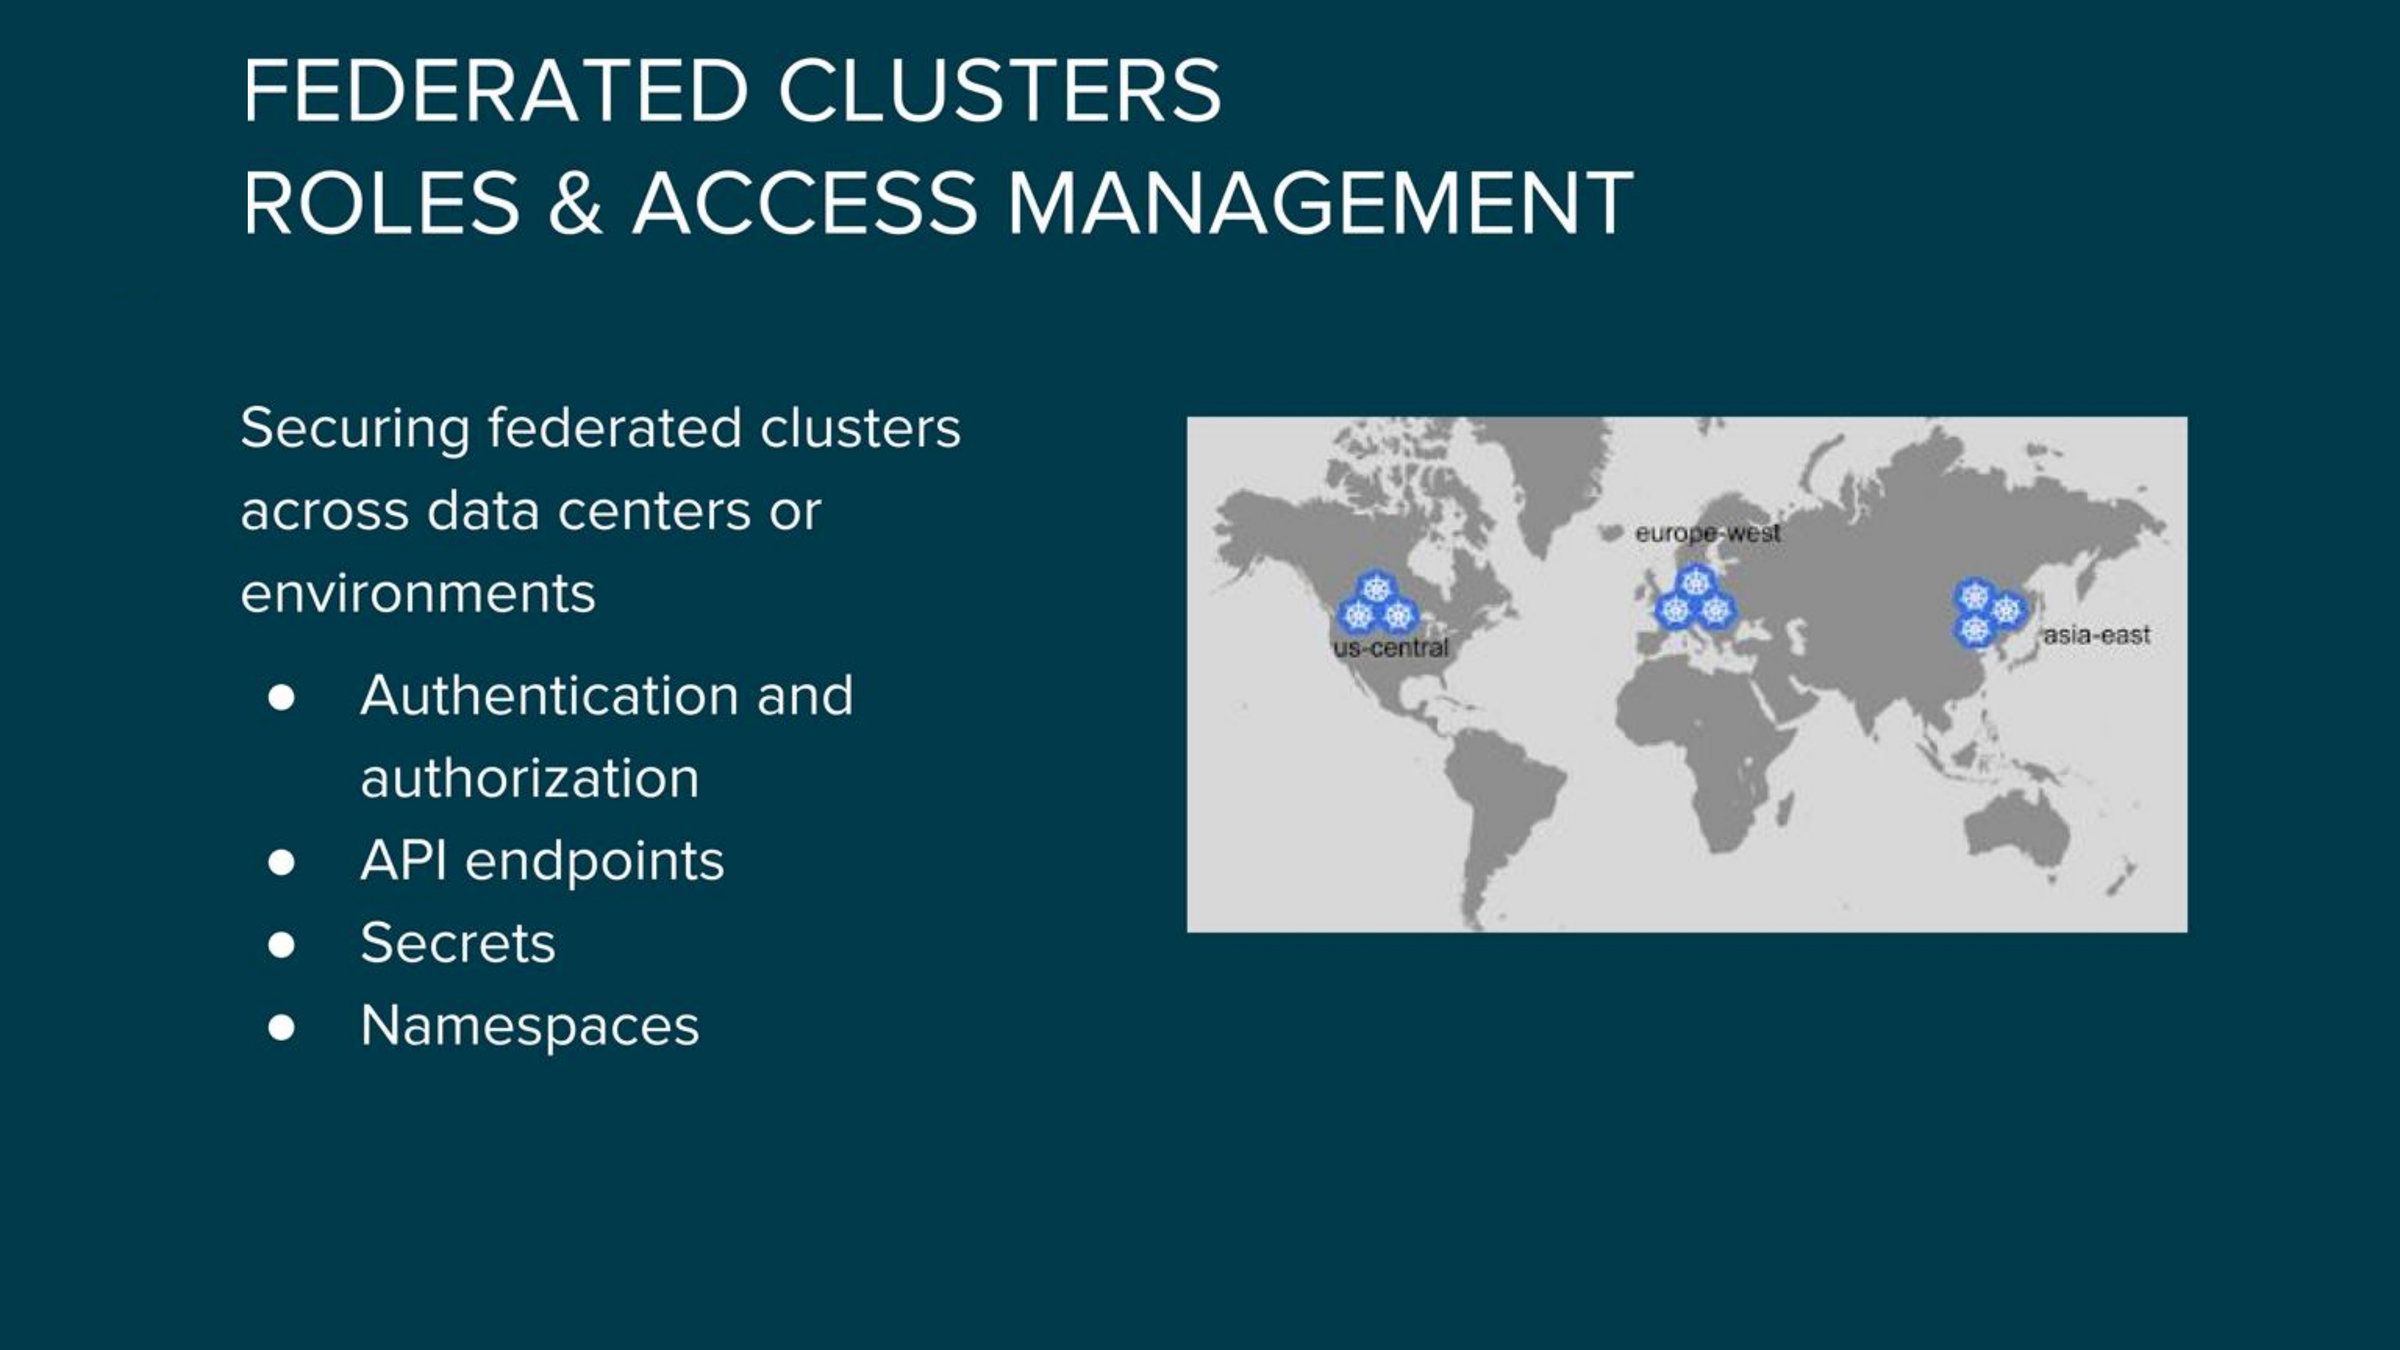 FEDERATED CLUSTERS
ROLES & ACCESS MANAGEMENT
Securing federated clusters
across data centers or
environments
● Authentication and
authorization
● API endpoints
● Secrets
● Namespaces
europe-west
us-central
asia-east